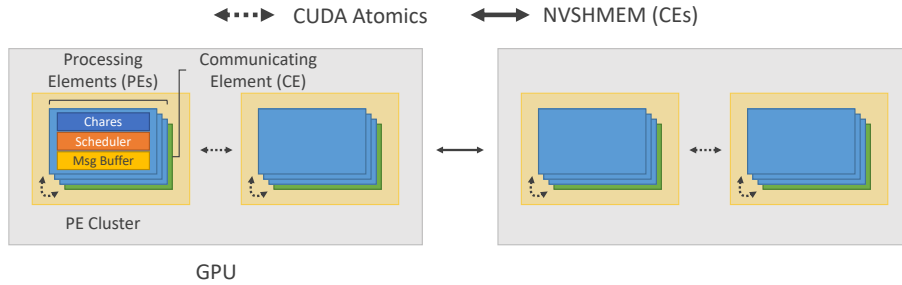 CUDA Atomics
NVSHMEM (CEs)
Processing
Elements (PEs)
Communicating
Element (CE)
Chares
Scheduler
Msg Buffer
PE Cluster
GPU